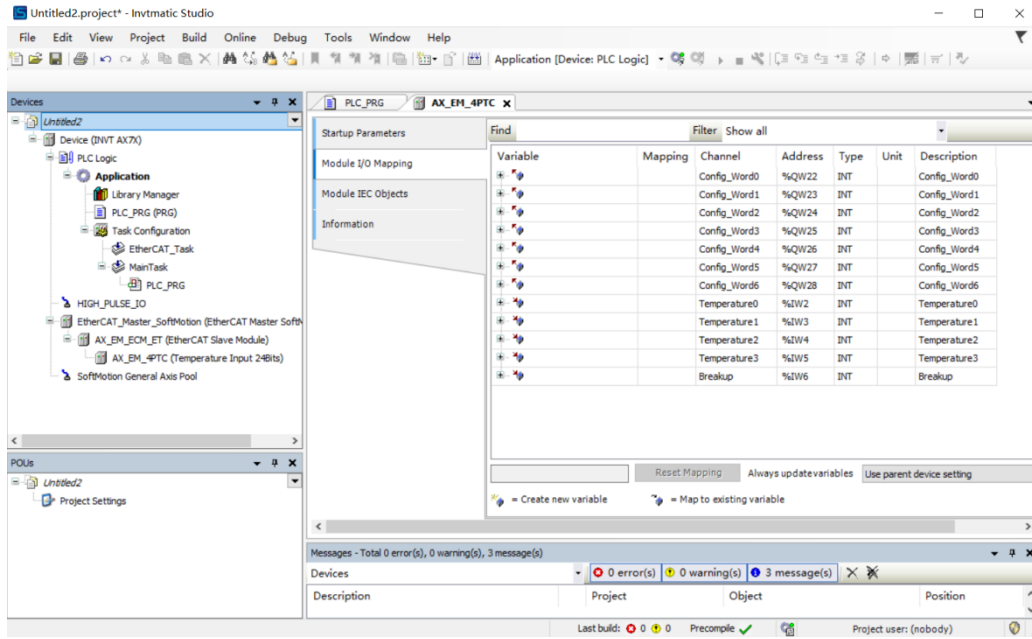 Untitled2.project* - Invtmatic Studio
File Edit View Project Build Online Debug Tools Window Help
Application [Device: PLC Logic]
Devices
Untitled2
Device (INVT AX7X)
PLC Logic
Application
Library Manager
PLC_PRG (PRG)
Task Configuration
EtherCAT_Task
MainTask
PLC_PRG
HIGH_PULSE_IO
EtherCAT_Master_SoftMotion (EtherCAT Master Soft
AX_EM_ECM_ET (EtherCAT Slave Module)
AX_EM_4PTC (Temperature Input 24Bits)
SoftMotion General Axis Pool
POUs
Untitled2
Project Settings
PLC_PRG AX_EM_4PTC
Startup Parameters
Module I/O Mapping
Module IEC Objects
Information
Find Filter Show all
Variable Mapping Channel Address Type Unit Description
Config_Word0 %QW22 INT Config_Word0
Config_Word1 %QW23 INT Config_Word1
Config_Word2 %QW24 INT Config_Word2
Config_Word3 %QW25 INT Config_Word3
Config_Word4 %QW26 INT Config_Word4
Config_Word5 %QW27 INT Config_Word5
Config_Word6 %QW28 INT Config_Word6
Temperature0 %IW2 INT Temperature0
Temperature1 %IW3 INT Temperature1
Temperature2 %IW4 INT Temperature2
Temperature3 %IW5 INT Temperature3
Breakup %IW6 INT Breakup
Reset Mapping Always updatevariables Use parent device setting
= Create new variable = Map to existing variable
Messages - Total 0 error(s), 0 warning(s), 3 message(s)
Devices 0 error(s) 0 warning(s) 3 message(s)
Description Project Object Position
Last build: 0 0 Precompile Project user: (nobody)